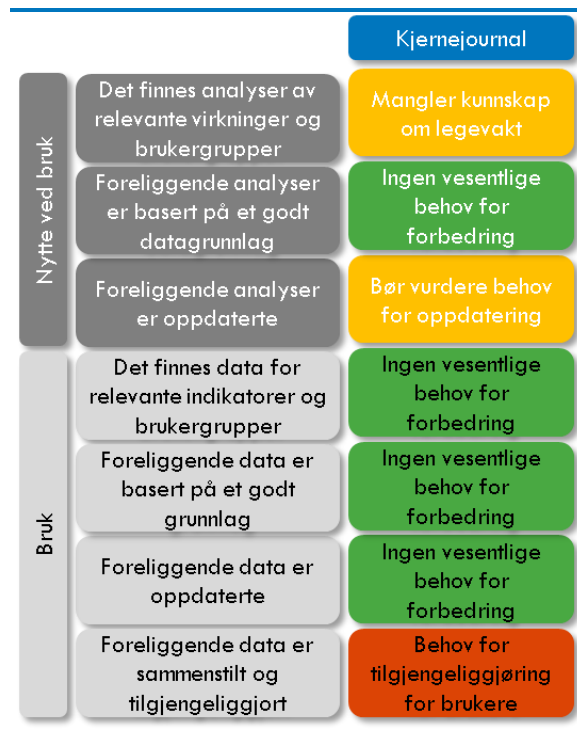 Kjernejournal
Nytte ved bruk
Det finnes analyser av
relevante virkninger og
brukergrupper
Mangler kunnskap
om legevakt
Foreliggende analyser
er basert på et godt
datagrunnlag
Ingen vesentlige
behov for
forbedring
Foreliggende analyser
er oppdaterte
Bør vurdere behov
for oppdatering
Bruk
Det finnes data for
relevante indikatorer og
brukergrupper
Ingen vesentlige
behov for
forbedring
Foreliggende data er
basert på et godt
grunnlag
Ingen vesentlige
behov for
forbedring
Foreliggende data er
oppdaterte
Ingen vesentlige
behov for
forbedring
Foreliggende data er
sammenstilt og
tilgjengeliggjort
Behov for
tilgjengeliggjøring
for brukere